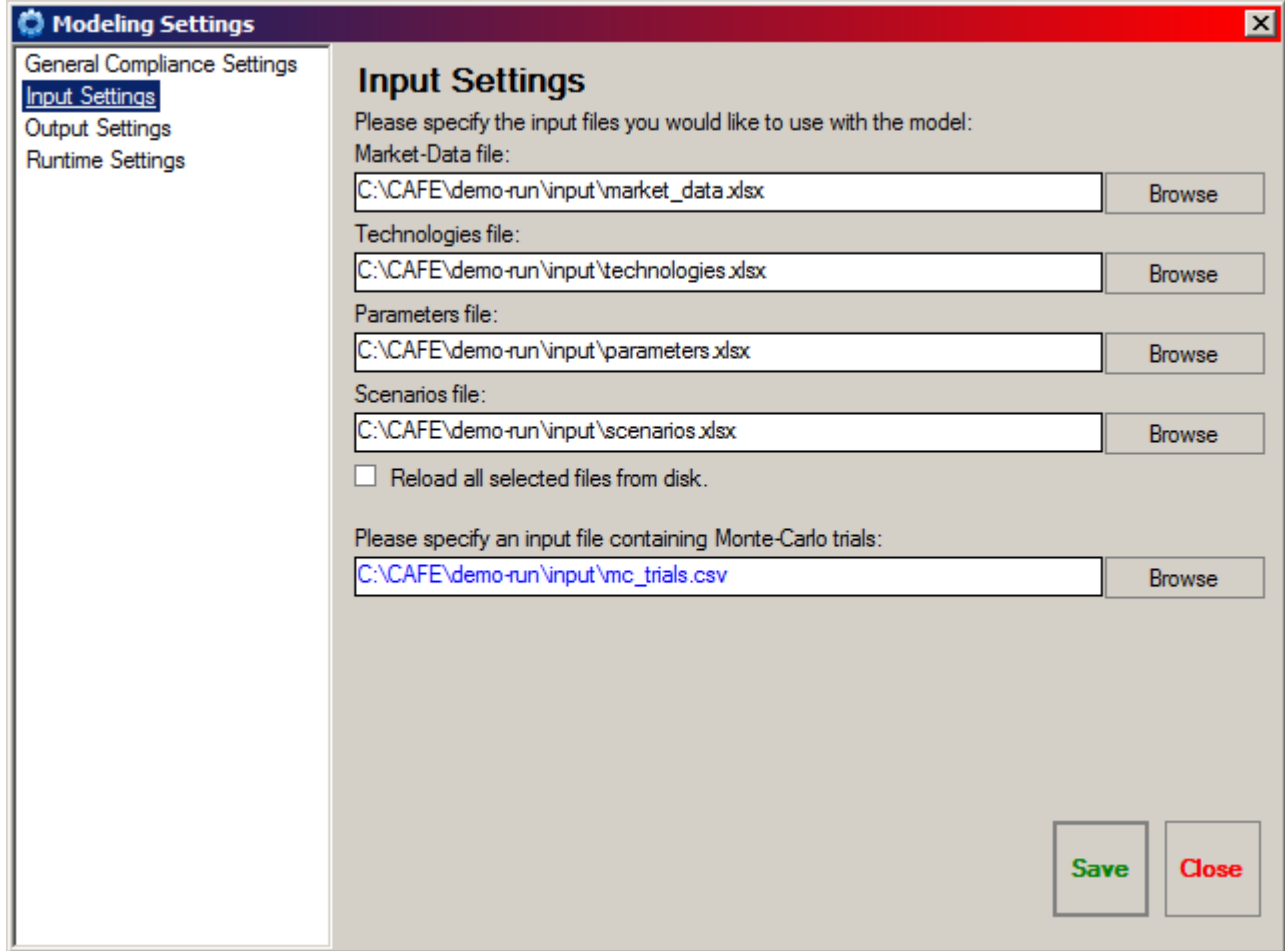 Modeling Settings
General Compliance Settings
Input Settings
Output Settings
Runtime Settings
Input Settings
Please specify the input files you would like to use with the model:
Market-Data file:
C:\CAFE\demo-run\input\market_data.xlsx
Browse
Technologies file:
C:\CAFE\demo-run\input\technologies.xlsx
Browse
Parameters file:
C:\CAFE\demo-run\input\parameters.xlsx
Browse
Scenarios file:
C:\CAFE\demo-run\input\scenarios.xlsx
Browse
Reload all selected files from disk.
Please specify an input file containing Monte-Carlo trials:
C:\CAFE\demo-run\input\mc_trials.csv
Browse
Save
Close